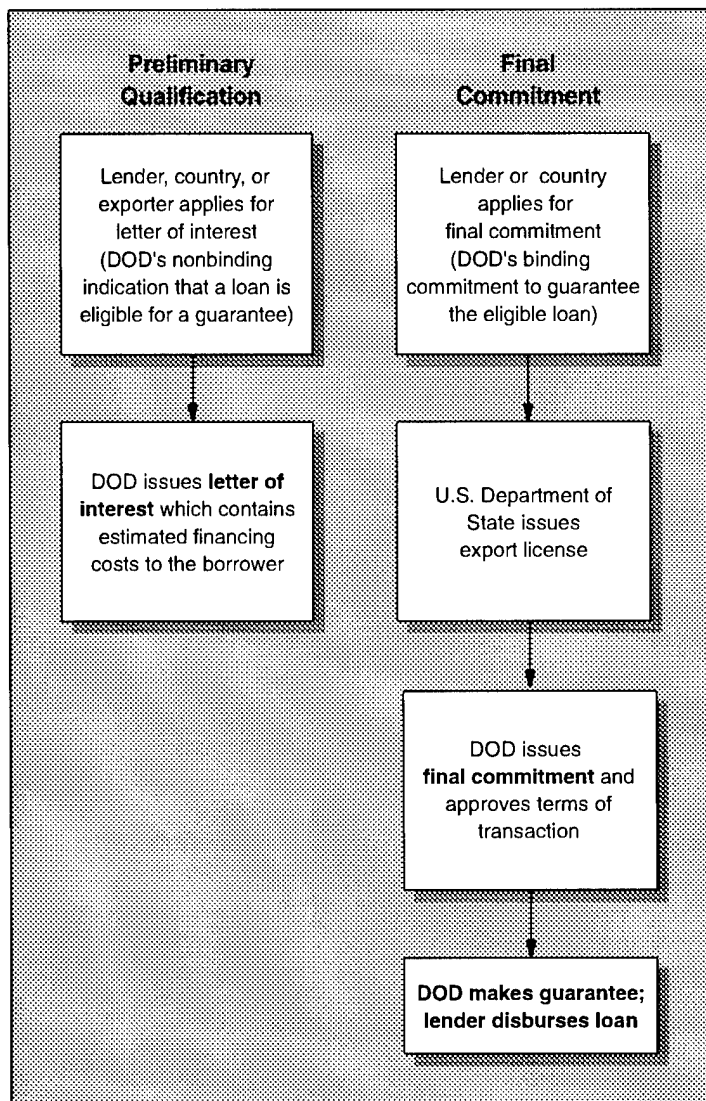 Preliminary
Qualification
Lender, country, or
exporter applies for
letter of interest
(DOD's nonbinding
indication that a loan is
eligible for a guarantee)
DOD issues letter of
interest which contains
estimated financing
costs to the borrower
Final
Commitment
Lender or country
applies for
final commitment
(DOD's binding
commitment to guarantee
the eligible loan)
U.S. Department of
State issues
export license
DOD issues
final commitment and
approves terms of
transaction
DOD makes guarantee;
lender disburses loan